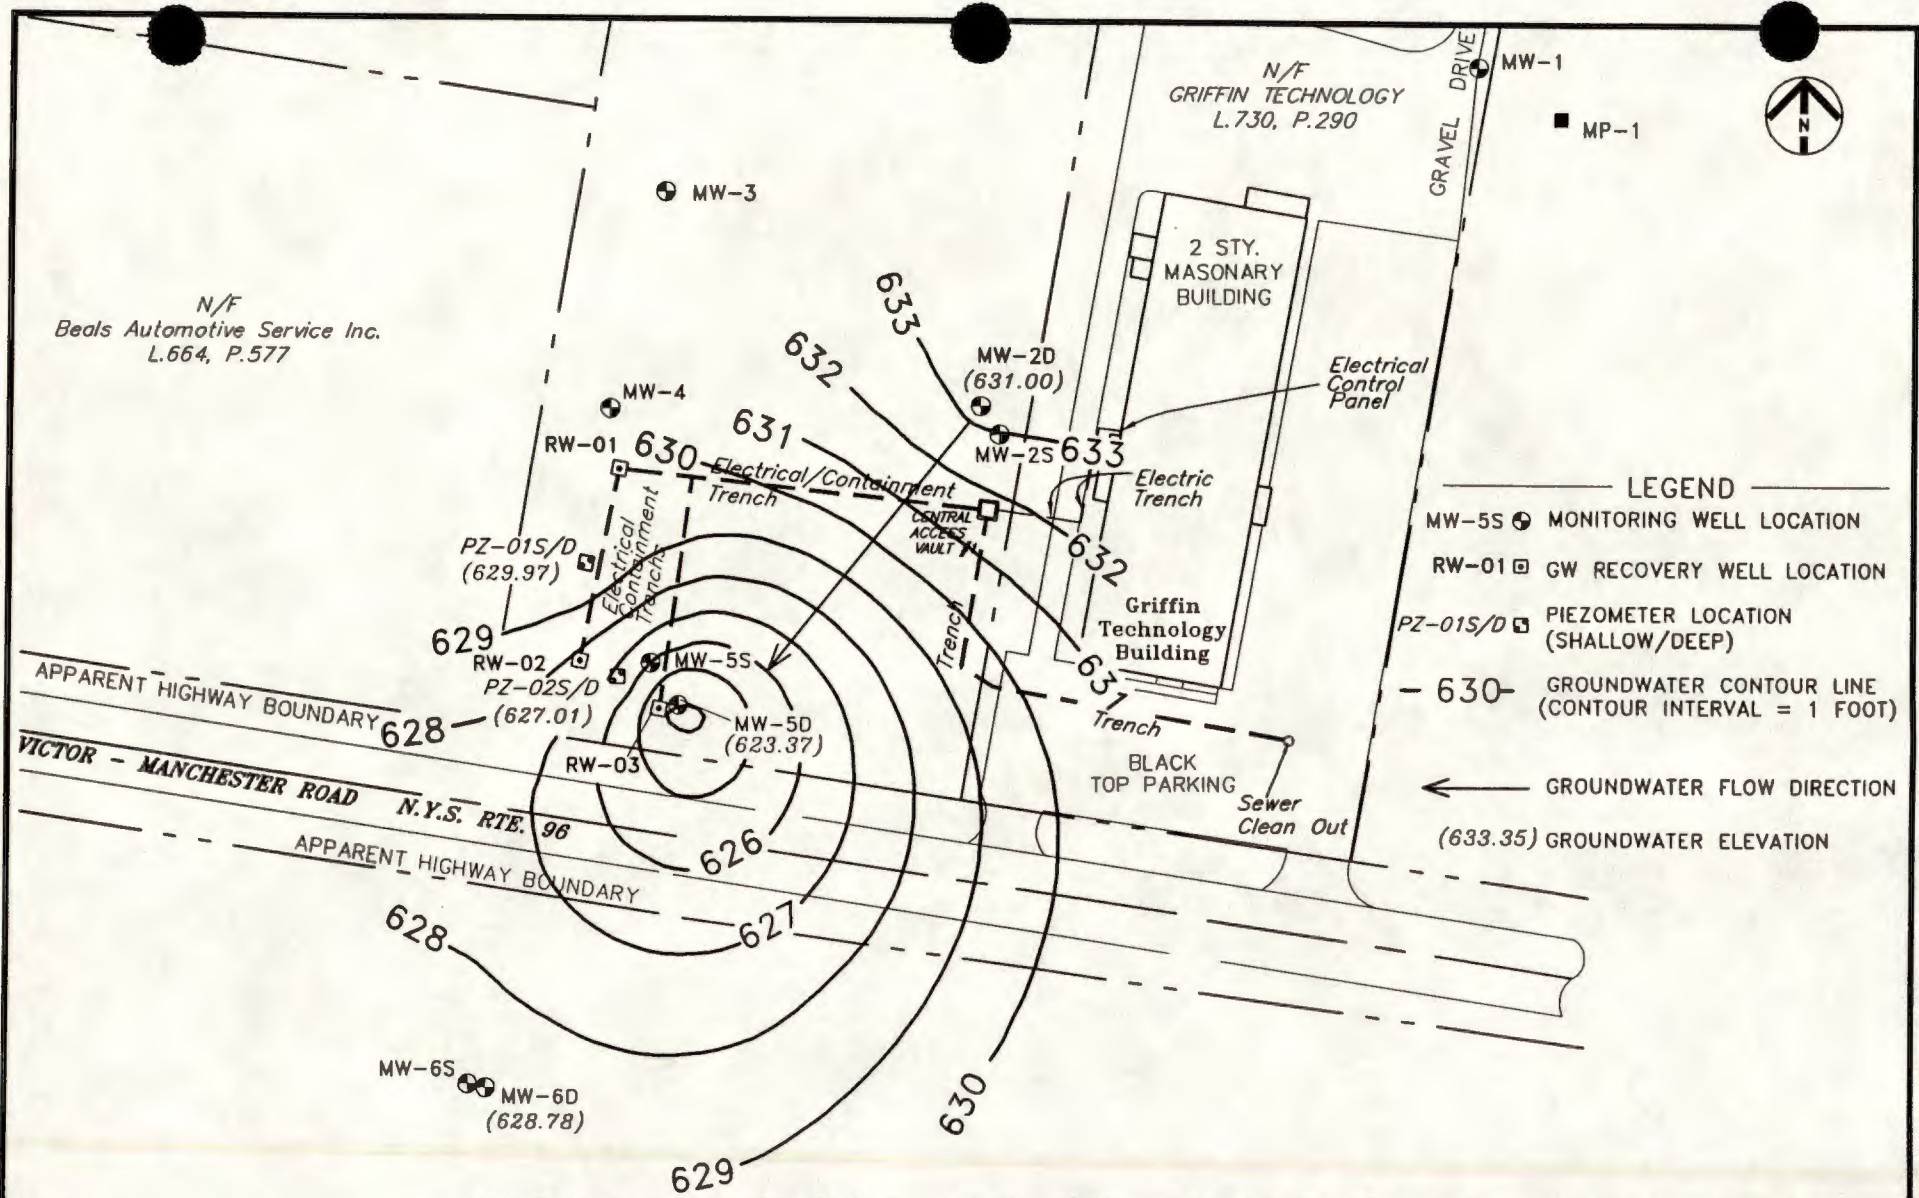 N/F
GRIFFIN TECHNOLOGY
L.730, P.290
GRAVEL DRIVE
MW-1
MP-1
N
MW-3
2 STY.
MASONARY
BUILDING
N/F
Beals Automotive Service Inc.
L.664, P.577
633
632
MW-2D
(631.00)
Electrical
Control
Panel
MW-4
631
RW-01
630
MW-2S
633
Electrical/Containment
Trench
Electric
Trench
CENTRAL
ACCESS
VAULT
632
PZ-01S/D
(629.97)
Electrical
Containment
Trenchs
629
RW-02
MW-5S
PZ-02S/D
(627.01)
Trench
Griffin
Technology
Building
631
Trench
APPARENT HIGHWAY BOUNDARY
628
MW-5D
(623.37)
RW-03
BLACK
TOP PARKING
Sewer
Clean Out
VICTOR - MANCHESTER ROAD N.Y.S. RTE. 96
APPARENT HIGHWAY BOUNDARY
626
627
628
MW-6S
MW-6D
(628.78)
630
629
LEGEND
MW-5S MONITORING WELL LOCATION
RW-01 GW RECOVERY WELL LOCATION
PZ-01S/D PIEZOMETER LOCATION
(SHALLOW/DEEP)
630 GROUNDWATER CONTOUR LINE
(CONTOUR INTERVAL = 1 FOOT)
GROUNDWATER FLOW DIRECTION
(633.35) GROUNDWATER ELEVATION